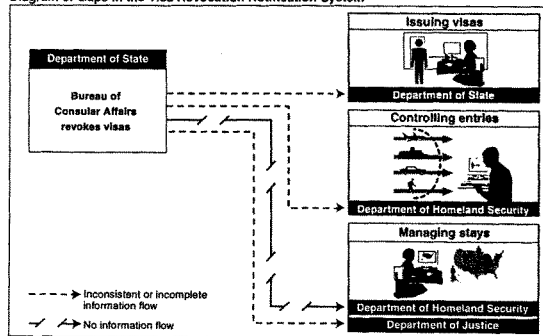 Diagram of Gaps in the Visa Revocation Notification System
Issuing visas
Department of State
Department of State
Bureau of
Consular Affairs
revokes visas
Controlling entries
Department of Homeland Security
Managing stays
Department of Homeland Security
Department of Justice
Inconsistent or incomplete
information flow
No information flow